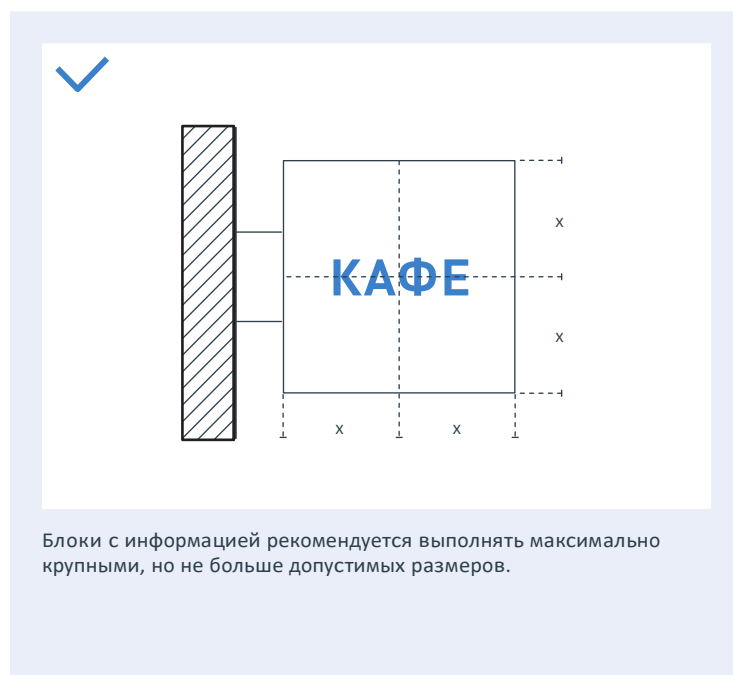 КАФЕ
x
x
x x
Блоки с информацией рекомендуется выполнять максимально
крупными, но не больше допустимых размеров.